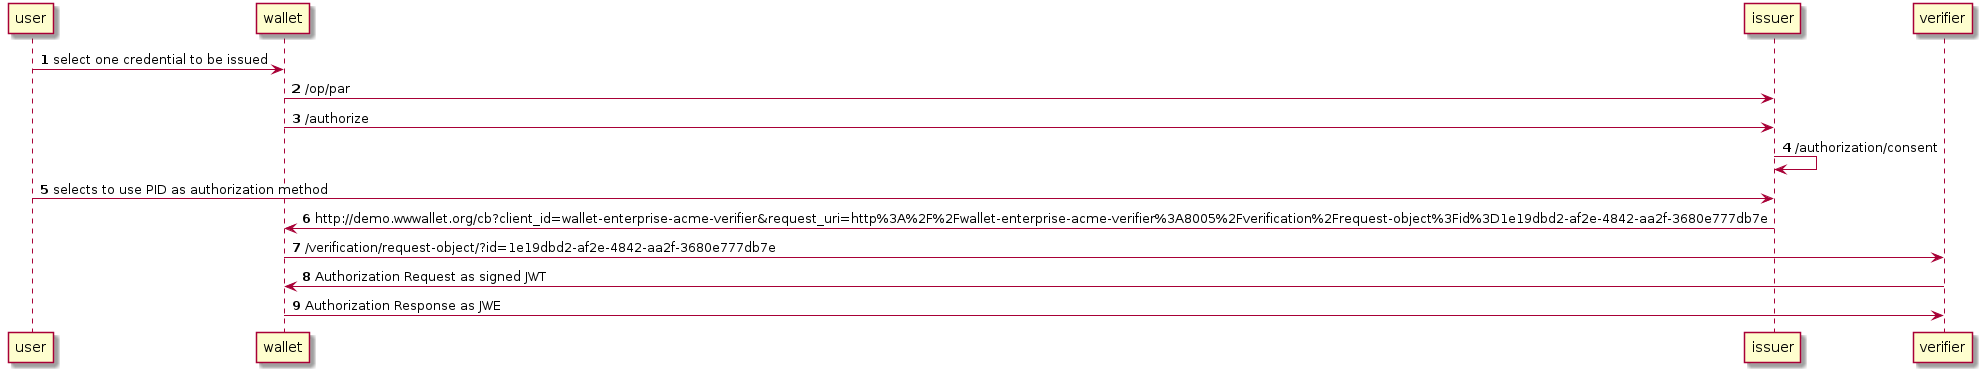 user wallet issuer verifier
1 select one credential to be issued
2 /op/par
3 /authorize
4 /authorization/consent
5 selects to use PID as authorization method
6 http://demo.wwwallet.org/cb?client_id=wallet-enterprise-acme-verifier&request_uri=http%3A%2F%2Fwallet-enterprise-acme-verifier%3A8005%2Fverification%2Frequest-object%3Fid%3D1e19dbd2-af2e-4842-aa2f-3680e777db7e
7 /verification/request-object/?id=1e19dbd2-af2e-4842-aa2f-3680e777db7e
8 Authorization Request as signed JWT
9 Authorization Response as JWE
user wallet issuer verifier